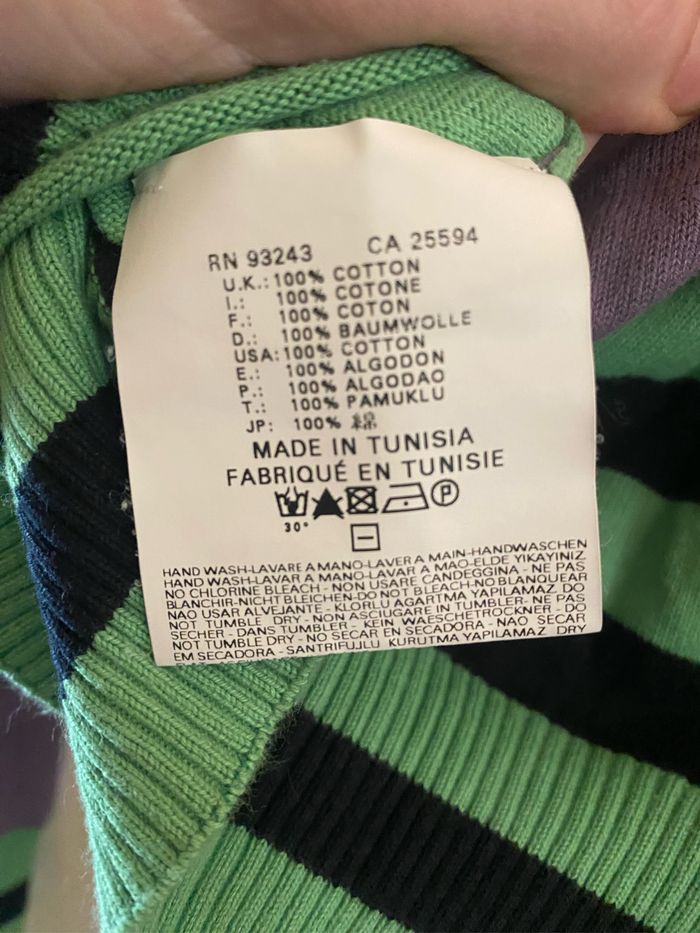 RN 93243 CA 25594
U.K.: 100% COTTON
I.: 100% COTONE
F.: 100% COTON
D.: 100% BAUMWOLLE
USA: 100% COTTON
E.: 100% ALGODON
P.: 100% ALGODAO
T.: 100% PAMUKLU
JP: 100% 綿
MADE IN TUNISIA
FABRIQUÉ EN TUNISIE
P
30°
HAND WASH-LAVARE A MANO-LAVER A MAIN-HANDWASCHEN
HAND WASH-LAVAR A MANO-LAVAR A MAO-ELDE YIKAYINIZ.
NO CHLORINE BLEACH - NON USARE CANDEGGINA - NE PAS
BLANCHIR-NICHT BLEICHEN-DO NOT BLEACH-NO BLANQUEAR
NAO USAR ALVEJANTE - KLORLU AGARTMA YAPILAMAZ. DO
NOT TUMBLE DRY - NON ASCIUGARE IN TUMBLER- NE PAS
SECHER - DANS TUMBLER - KEIN WAESCHETROCKNER - DO
NOT TUMBLE DRY - NO SECAR EN SECADORA - NAO SECAR
EM SECADORA - SANTRIFUJLU KURUTMA YAPILAMAZ DRY